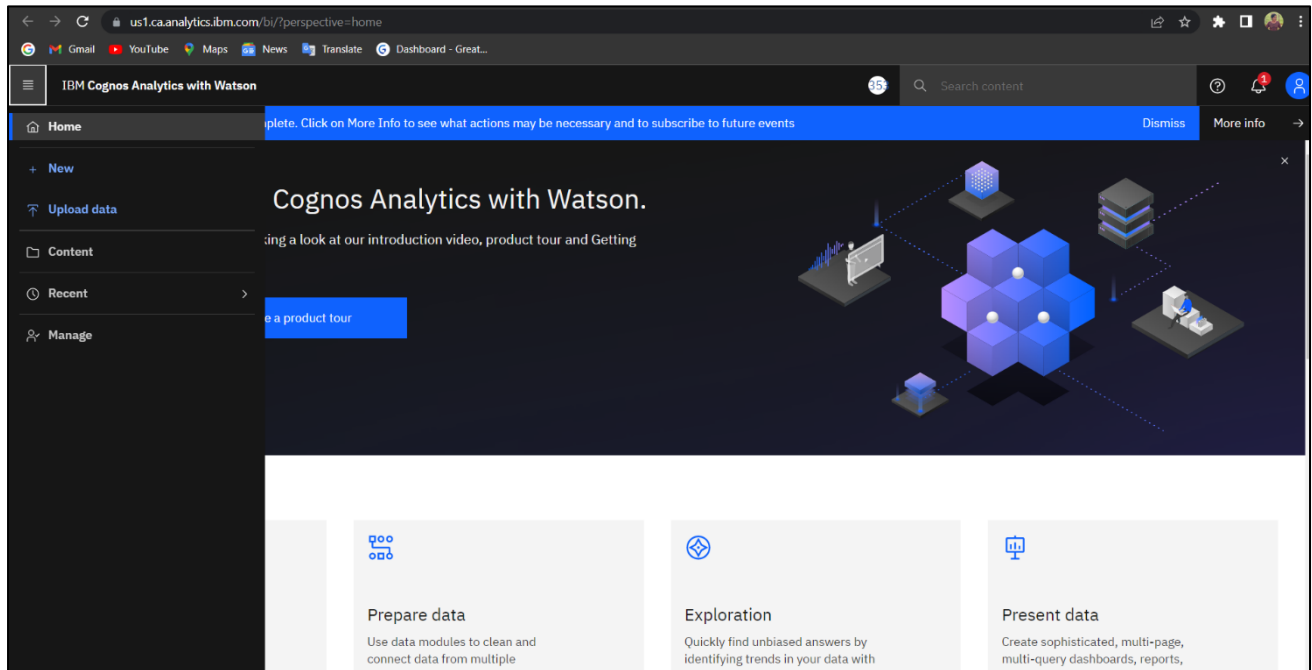 us1.ca.analytics.ibm.com/bi/?perspective=home
Gmail YouTube Maps News Translate Dashboard - Great...
IBM Cognos Analytics with Watson
Search content
1
Home
New
Upload data
Content
Recent
Manage
Click on More Info to see what actions may be necessary and to subscribe to future events
Dismiss
More info
Cognos Analytics with Watson.
a look at our introduction video, product tour and Getting
a product tour
Prepare data
Use data modules to clean and
connect data from multiple
Exploration
Quickly find unbiased answers by
identifying trends in your data with
Present data
Create sophisticated, multi-page,
multi-query dashboards, reports,